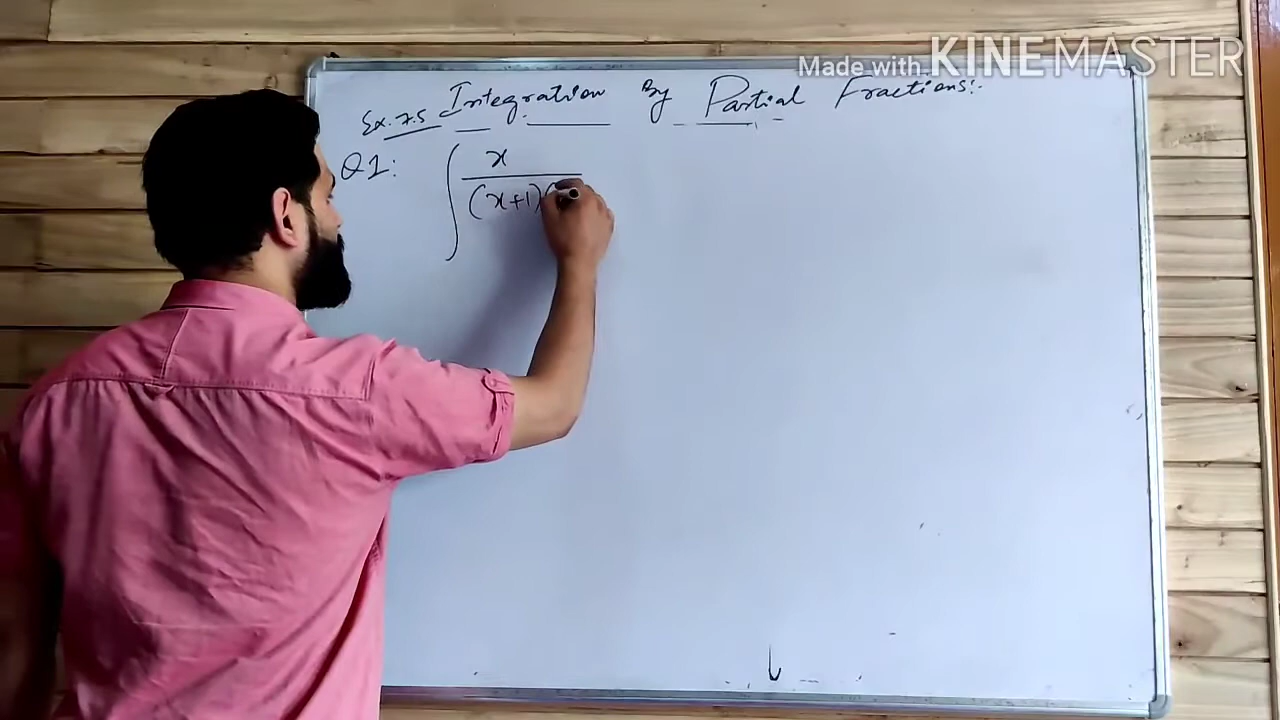 Made with KINEMASTER
Ex. 7.5 Integration By Partial Fractions:-
Q1: ∫ x
(x+1)(